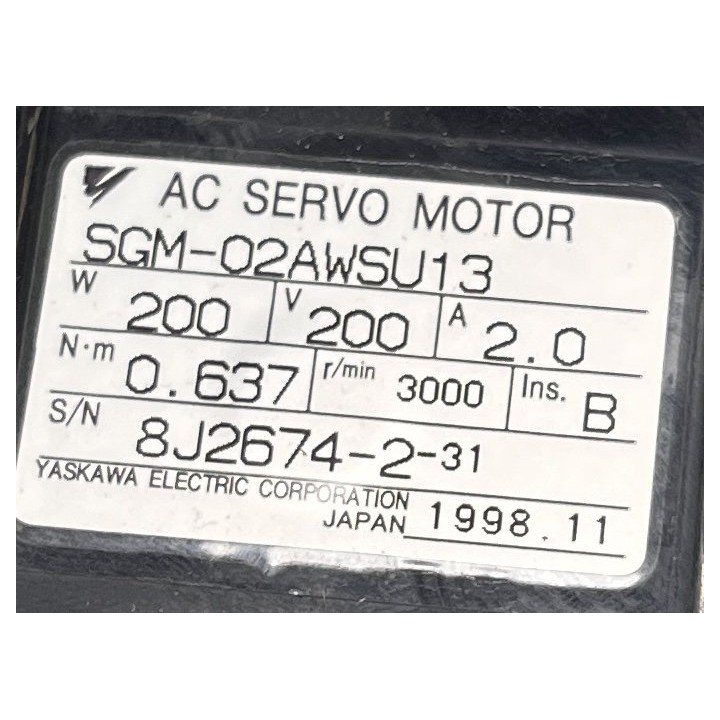 AC SERVO MOTOR
SGM-02AWSU13
W 200 V 200 A 2.0
N·m 0.637 r/min 3000 Ins. B
S/N 8J2674-2-31
YASKAWA ELECTRIC CORPORATION
JAPAN 1998.11